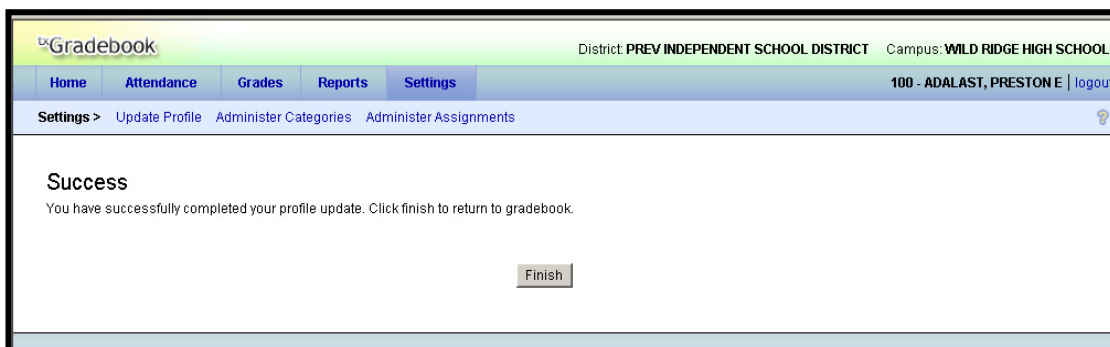 txGradebook
District: PREV INDEPENDENT SCHOOL DISTRICT Campus: WILD RIDGE HIGH SCHOOL
Home Attendance Grades Reports Settings 100 - ADALAST, PRESTON E | logou
Settings > Update Profile Administer Categories Administer Assignments ?
Success
You have successfully completed your profile update. Click finish to return to gradebook.
Finish